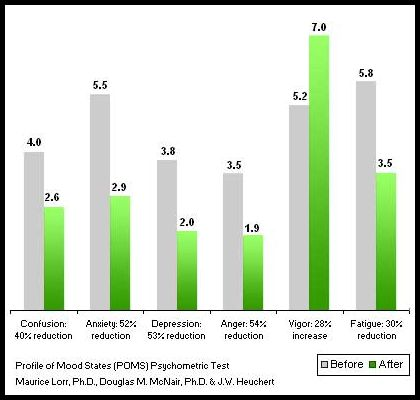 7.0
5.8
5.5
5.2
4.0
3.8
3.5
3.5
2.9
2.6
2.0
1.9
Confusion: Anxiety: 52% Depression: Anger: 54% Vigor: 28% Fatigue: 30%
40% reduction reduction 53% reduction reduction increase reduction
Profile of Mood States (POMS) Psychometric Test
Before After
Maurice Lorr, Ph.D., Douglas M. McNair, Ph.D. & J.W. Heuchert